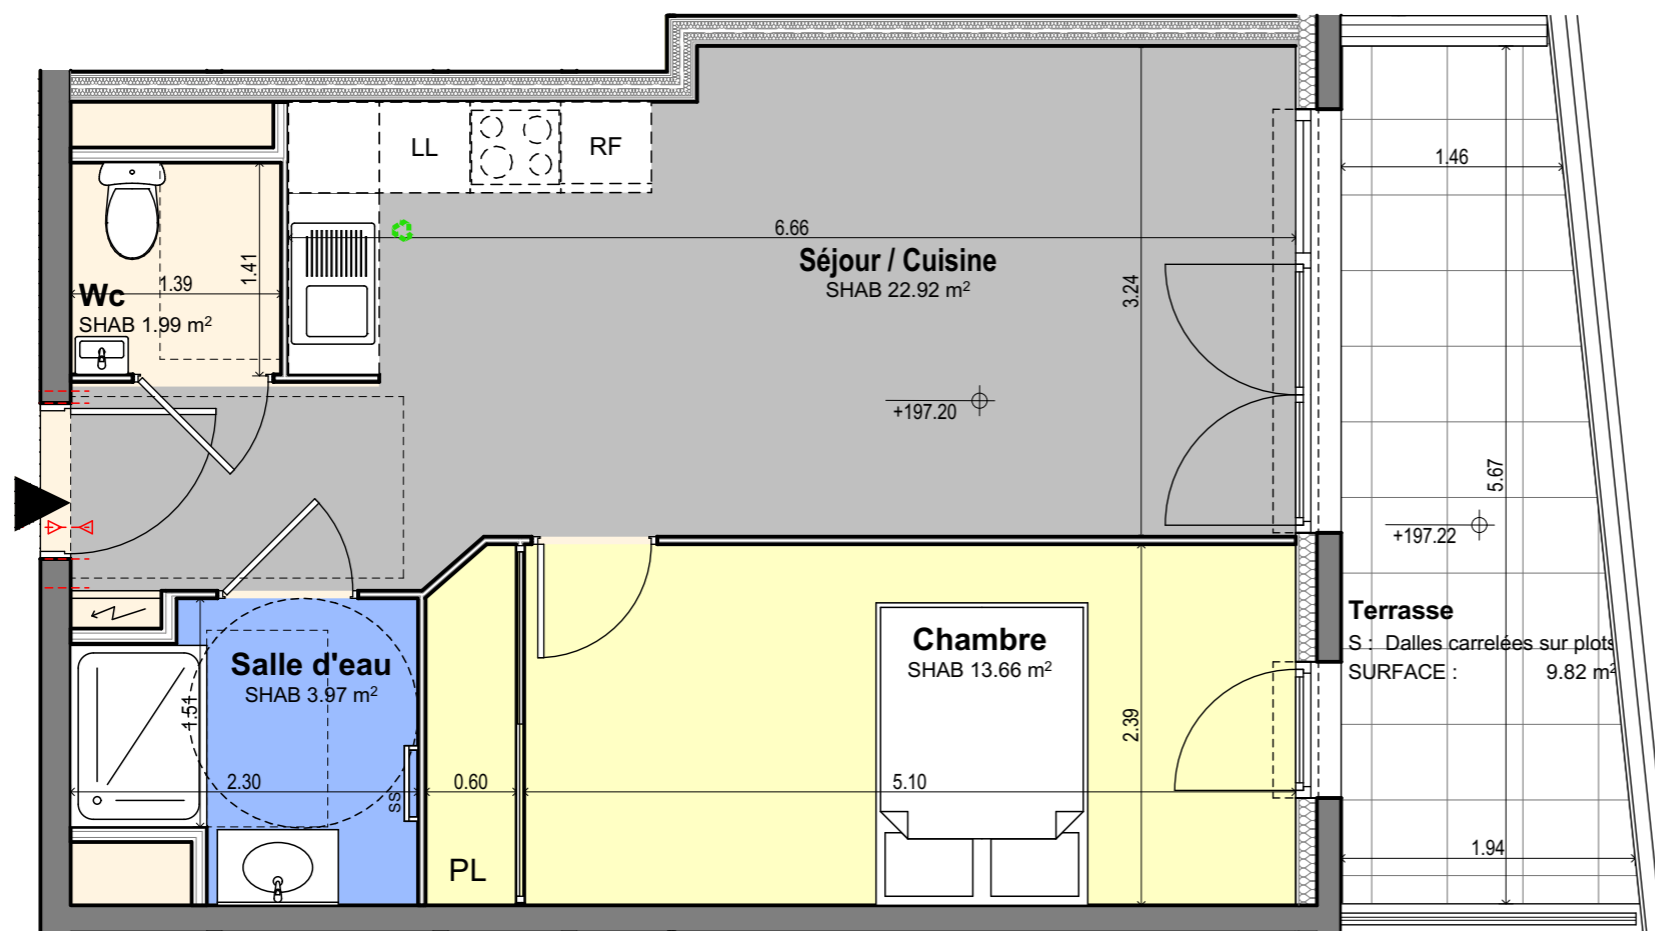 LL
RF
1.46
6.66
Séjour / Cuisine
SHAB 22.92 m²
1.41
1.39
Wc
SHAB 1.99 m²
3.24
+197.20
5.67
+197.22
Terrasse
S : Dalles carrelées sur plots
SURFACE : 9.82 m²
Salle d'eau
SHAB 3.97 m²
Chambre
SHAB 13.66 m²
1.51
2.39
2.30
0.60
5.10
SS
PL
1.94